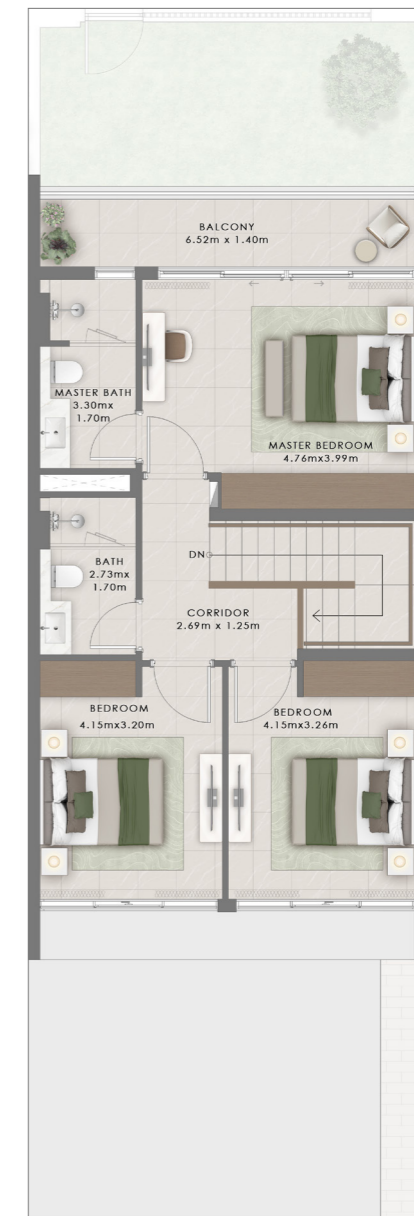 BALCONY
6.52m x 1.40m
MASTER BATH
3.30mx
1.70m
MASTER BEDROOM
4.76mx3.99m
DN
BATH
2.73mx
1.70m
CORRIDOR
2.69m x 1.25m
BEDROOM
4.15mx3.20m
BEDROOM
4.15mx3.26m